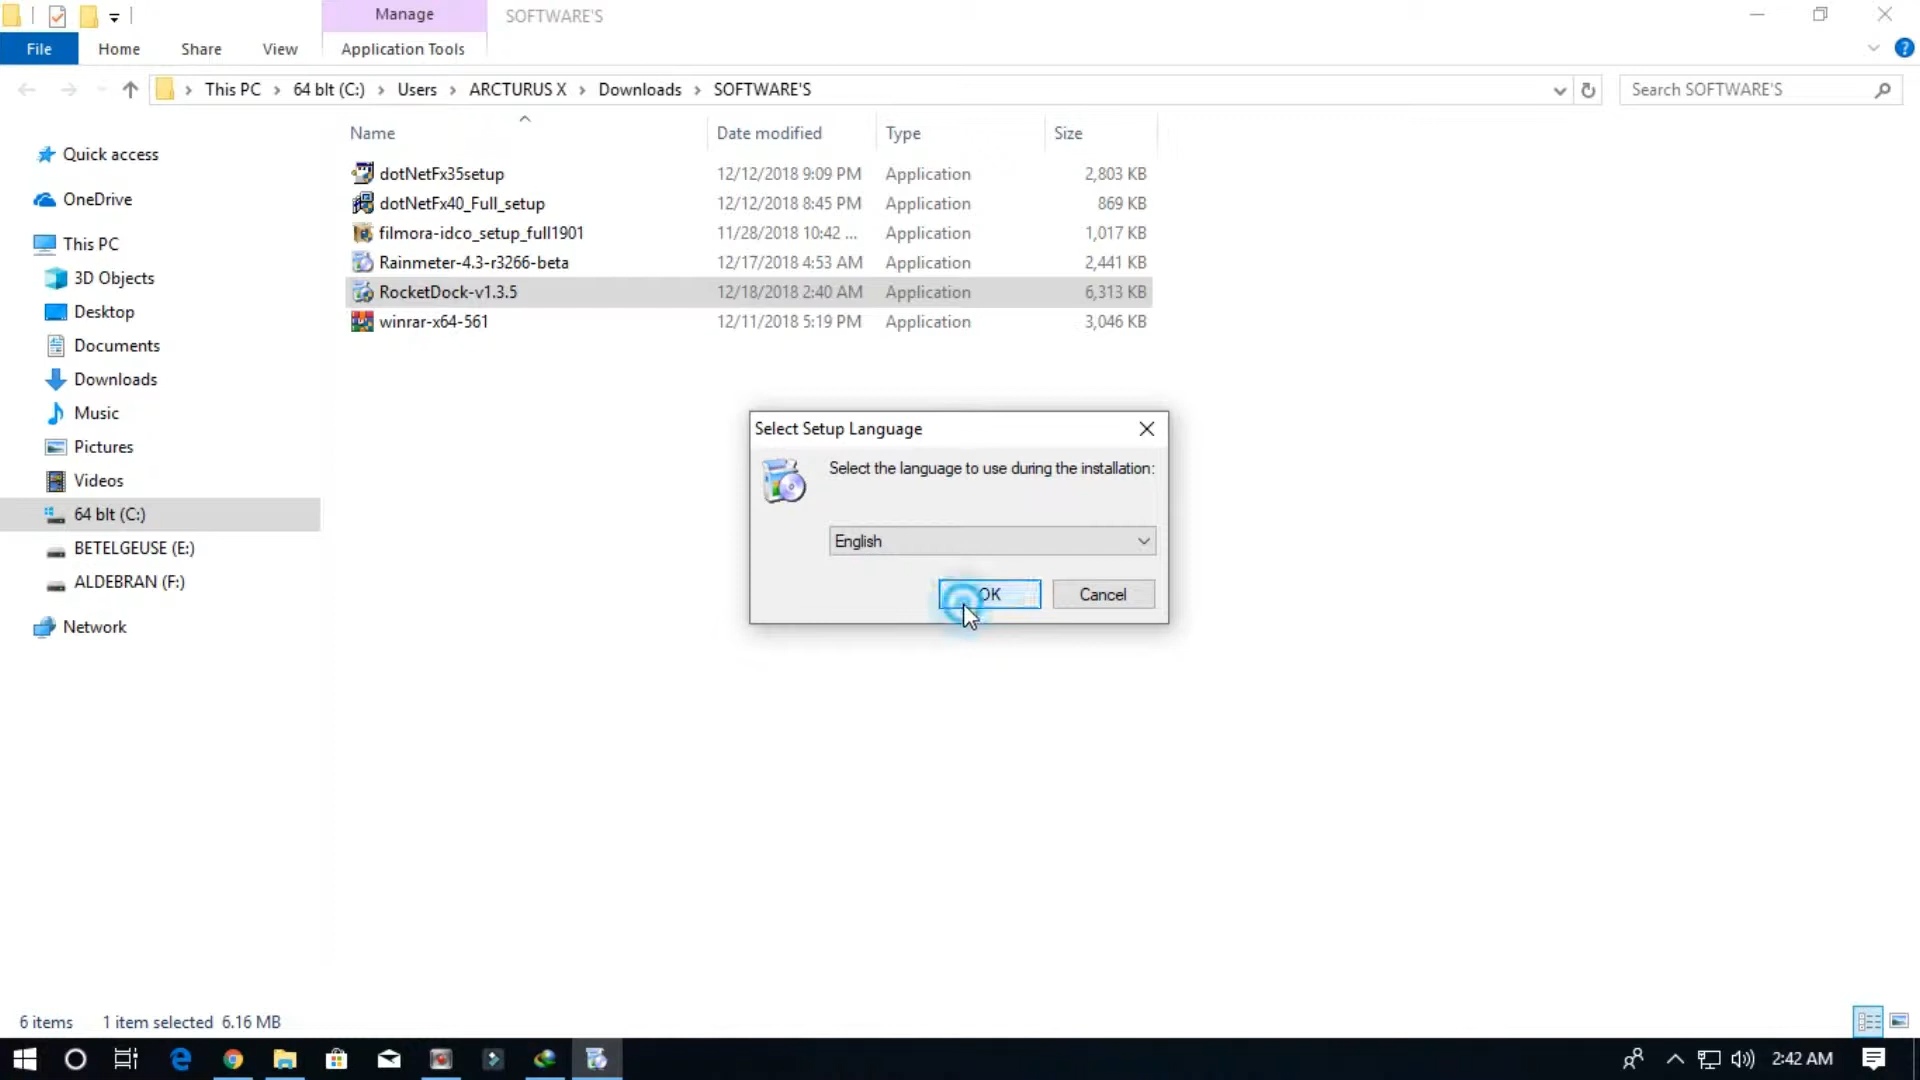 Manage
SOFTWARE'S
File
Home
Share
View
Application Tools
This PC
64 blt (C:)
Users
ARCTURUS X
Downloads
SOFTWARE'S
Search SOFTWARE'S
Name
Date modified
Type
Size
dotNetFx35setup 12/12/2018 9:09 PM Application 2,803 KB
dotNetFx40_Full_setup 12/12/2018 8:45 PM Application 869 KB
filmora-idco_setup_full1901 11/28/2018 10:42 ... Application 1,017 KB
Rainmeter-4.3-r3266-beta 12/17/2018 4:53 AM Application 2,441 KB
RocketDock-v1.3.5 12/18/2018 2:40 AM Application 6,313 KB
winrar-x64-561 12/11/2018 5:19 PM Application 3,046 KB
Quick access
OneDrive
This PC
3D Objects
Desktop
Documents
Downloads
Music
Pictures
Videos
64 blt (C:)
BETELGEUSE (E:)
ALDEBRAN (F:)
Network
Select Setup Language
Select the language to use during the installation:
English
OK
Cancel
6 items
1 item selected 6.16 MB
2:42 AM